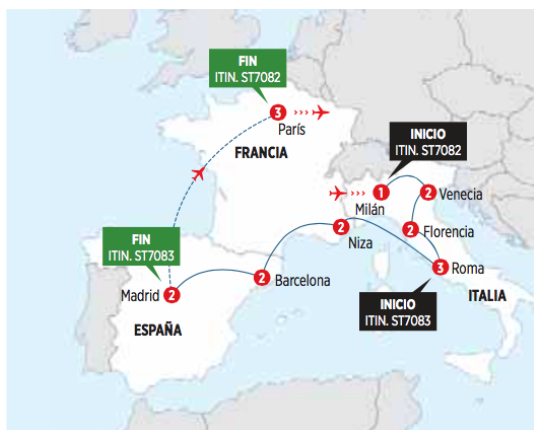 FIN
ITIN. ST7082
3
París
FRANCIA
INICIO
ITIN. ST7082
1
Milán
2
Venecia
2
Florencia
2
Niza
3
Roma
ITALIA
INICIO
ITIN. ST7083
FIN
ITIN. ST7083
2
Barcelona
Madrid
2
ESPAÑA